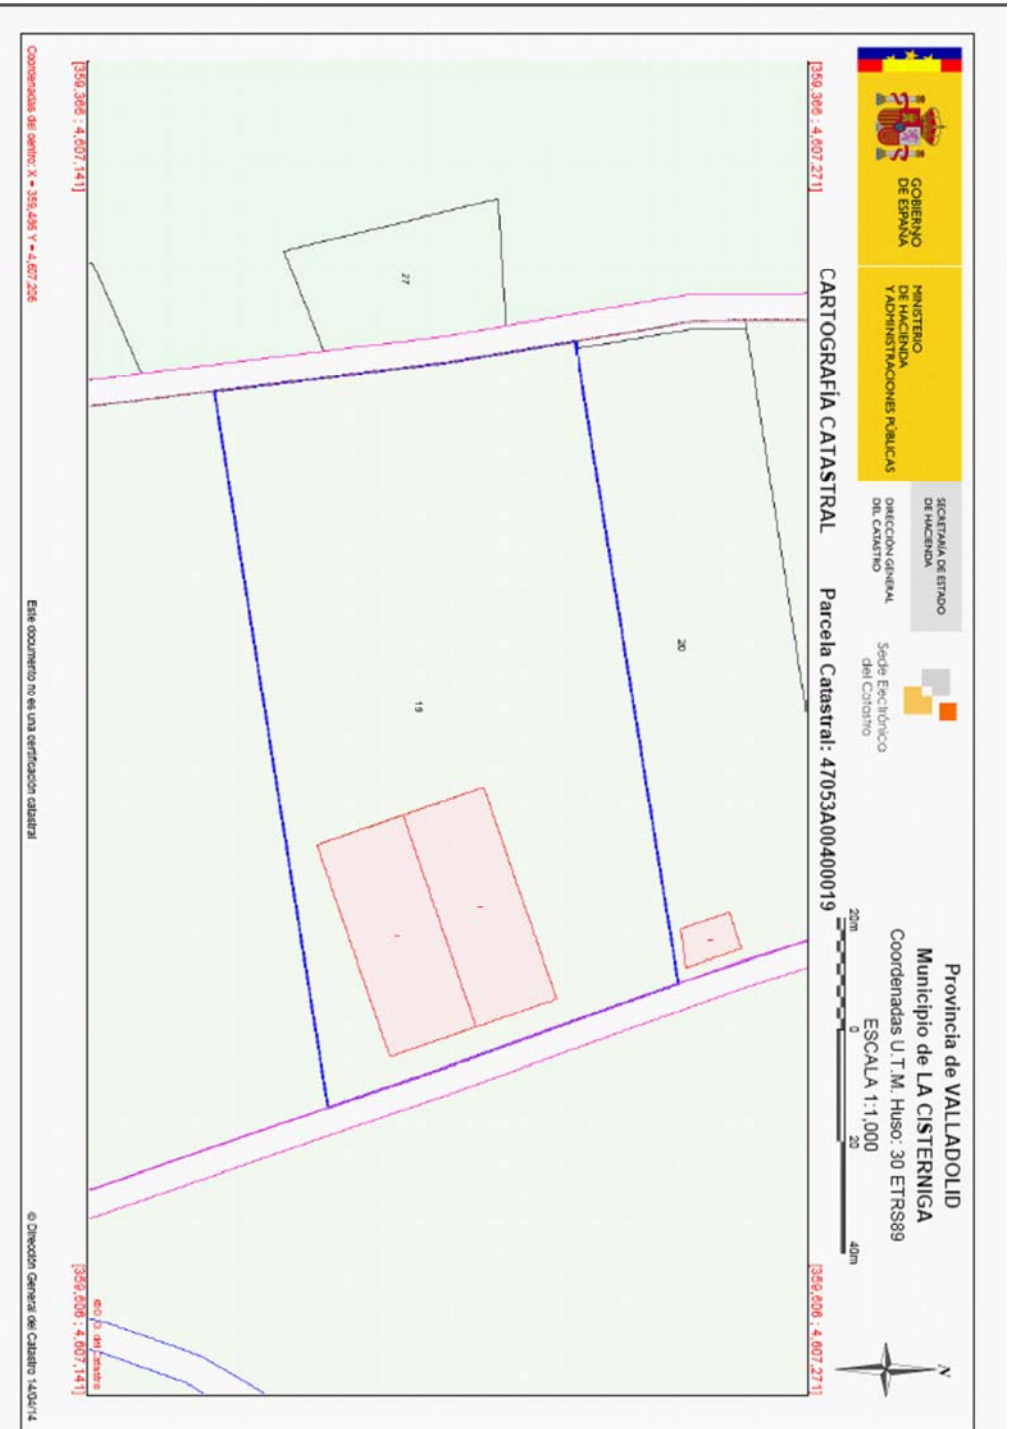 GOBIERNO
DE ESPAÑA
MINISTERIO
DE HACIENDA
Y ADMINISTRACIONES PÚBLICAS
SECRETARÍA DE ESTADO
DE HACIENDA
DIRECCIÓN GENERAL
DEL CATASTRO
Sede Electrónica
del Catastro
Provincia de VALLADOLID
Municipio de LA CISTERNIGA
Coordenadas U.T.M. Huso: 30 ETRS89
ESCALA 1:1,000
20m 0 20 40m
N
CARTOGRAFÍA CATASTRAL Parcela Catastral: 47053A00400019
[359,366 : 4,607,271]
[359,606 : 4,607,271]
20
I
27
19
I
I
©D.G. del Catastro
[359,366 : 4,607,141]
[359,606 : 4,607,141]
Coordenadas del centro: X = 359,486 Y = 4,607,206
Este documento no es una certificación catastral
© Dirección General del Catastro 14/04/14